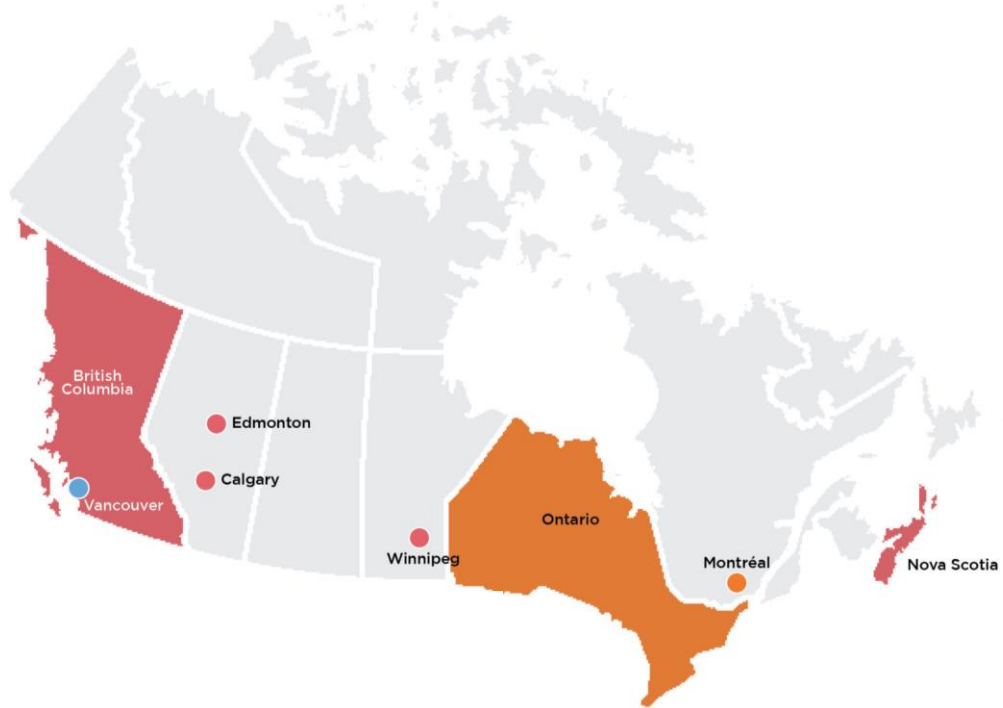 British
Columbia
Edmonton
Calgary
Vancouver
Ontario
Winnipeg
Montréal
Nova Scotia